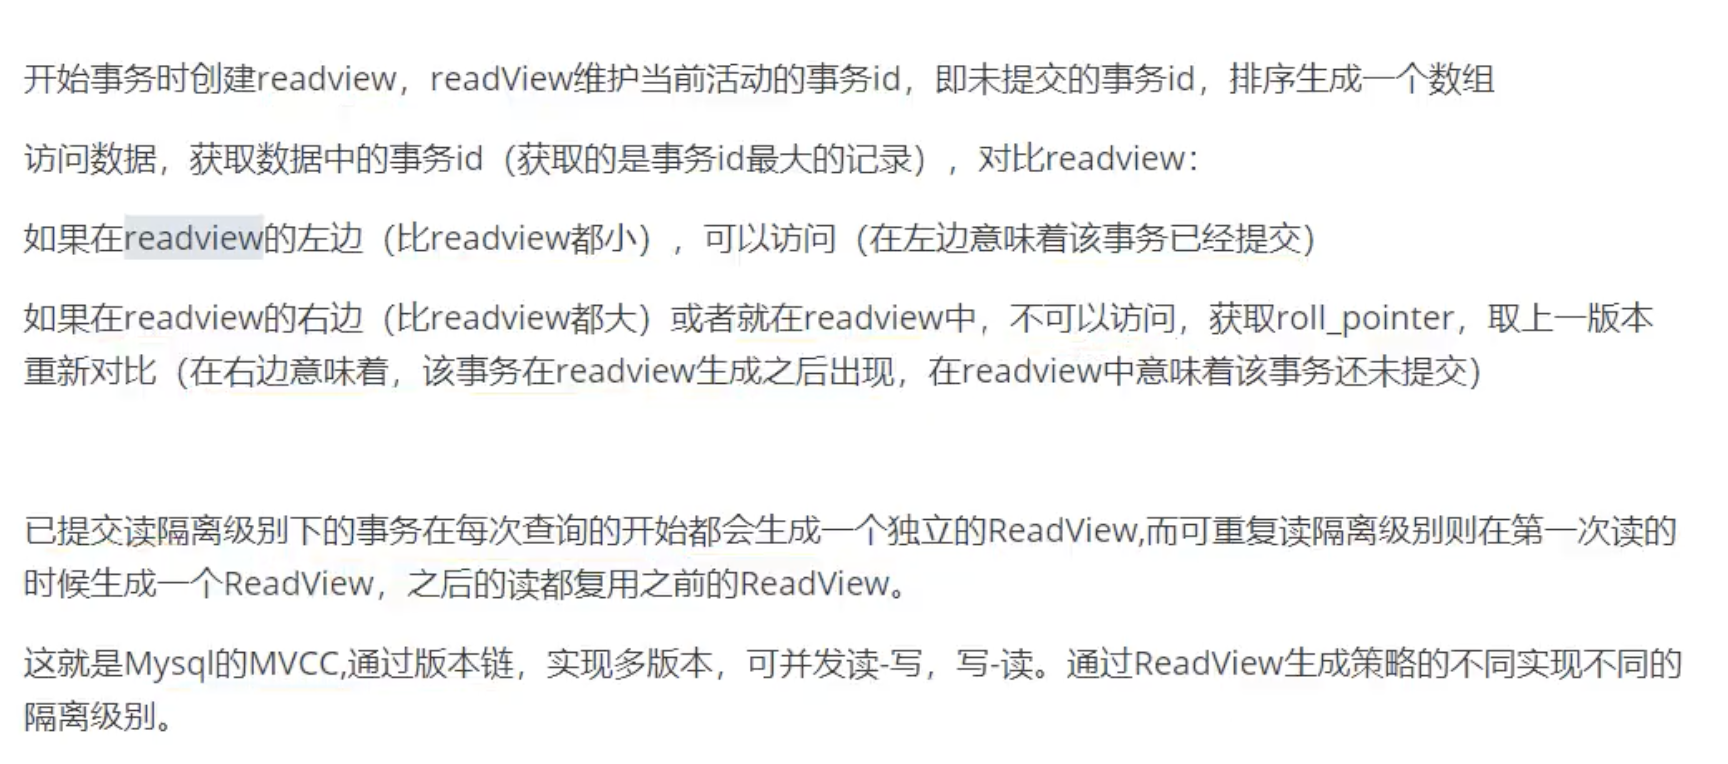 开始事务时创建readview，readView维护当前活动的事务id，即未提交的事务id，排序生成一个数组
访问数据，获取数据中的事务id（获取的是事务id最大的记录），对比readview：
如果在readview的左边（比readview都小），可以访问（在左边意味着该事务已经提交）
如果在readview的右边（比readview都大）或者就在readview中，不可以访问，获取roll_pointer，取上一版本
重新对比（在右边意味着，该事务在readview生成之后出现，在readview中意味着该事务还未提交）
已提交读隔离级别下的事务在每次查询的开始都会生成一个独立的ReadView,而可重复读隔离级别则在第一次读的
时候生成一个ReadView，之后的读都复用之前的ReadView。
这就是Mysql的MVCC,通过版本链，实现多版本，可并发读-写，写-读。通过ReadView生成策略的不同实现不同的
隔离级别。